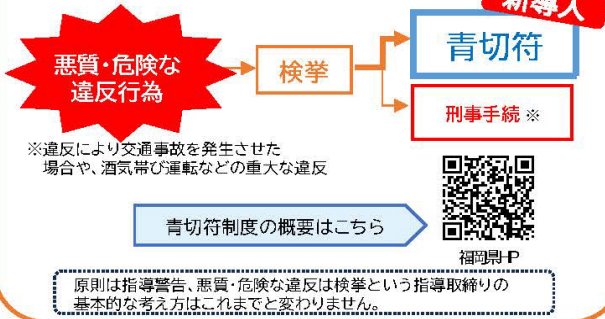 新導入
悪質・危険な
違反行為
検挙
青切符
刑事手続 ※
※違反により交通事故を発生させた
場合や、酒気帯び運転などの重大な違反
青切符制度の概要はこちら
福岡県HP
原則は指導警告、悪質・危険な違反は検挙という指導取締りの
基本的な考え方はこれまでと変わりません。